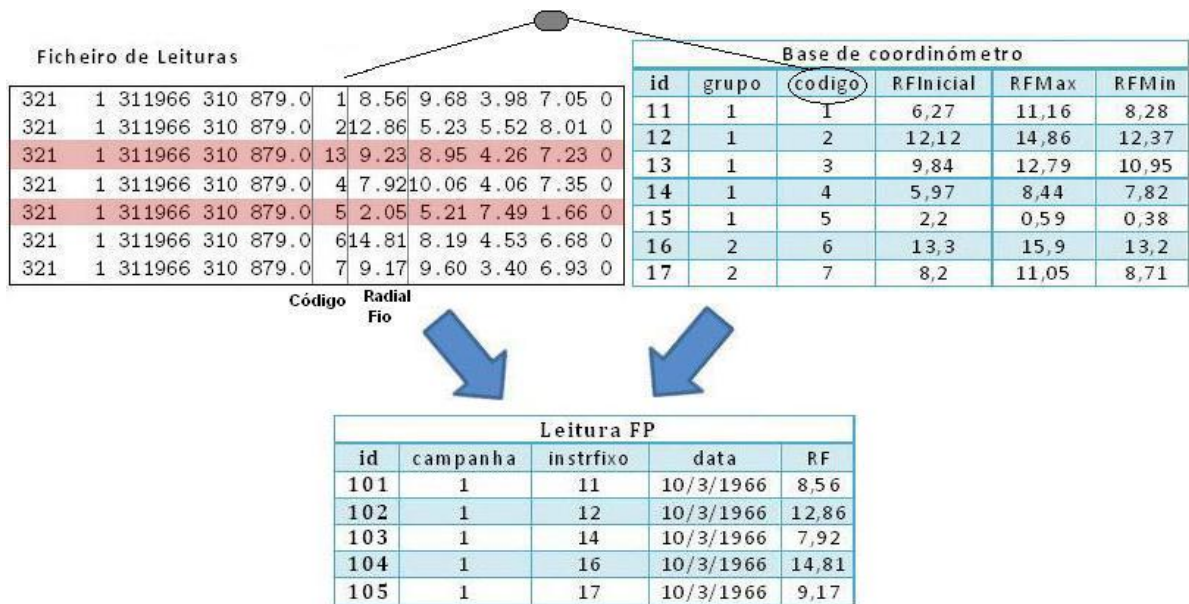 Ficheiro de Leituras
321 1 311966 310 879.0 1 8.56 9.68 3.98 7.05 0
321 1 311966 310 879.0 212.86 5.23 5.52 8.01 0
321 1 311966 310 879.0 13 9.23 8.95 4.26 7.23 0
321 1 311966 310 879.0 4 7.9210.06 4.06 7.35 0
321 1 311966 310 879.0 5 2.05 5.21 7.49 1.66 0
321 1 311966 310 879.0 614.81 8.19 4.53 6.68 0
321 1 311966 310 879.0 7 9.17 9.60 3.40 6.93 0
Código Radial
Fio
Base de coordinómetro
id grupo codigo RFInicial RFMax RFMin
11 1 1 6,27 11,16 8,28
12 1 2 12,12 14,86 12,37
13 1 3 9,84 12,79 10,95
14 1 4 5,97 8,44 7,82
15 1 5 2,2 0,59 0,38
16 2 6 13,3 15,9 13,2
17 2 7 8,2 11,05 8,71
Leitura FP
id campanha instrfixo data RF
101 1 11 10/3/1966 8,56
102 1 12 10/3/1966 12,86
103 1 14 10/3/1966 7,92
104 1 16 10/3/1966 14,81
105 1 17 10/3/1966 9,17